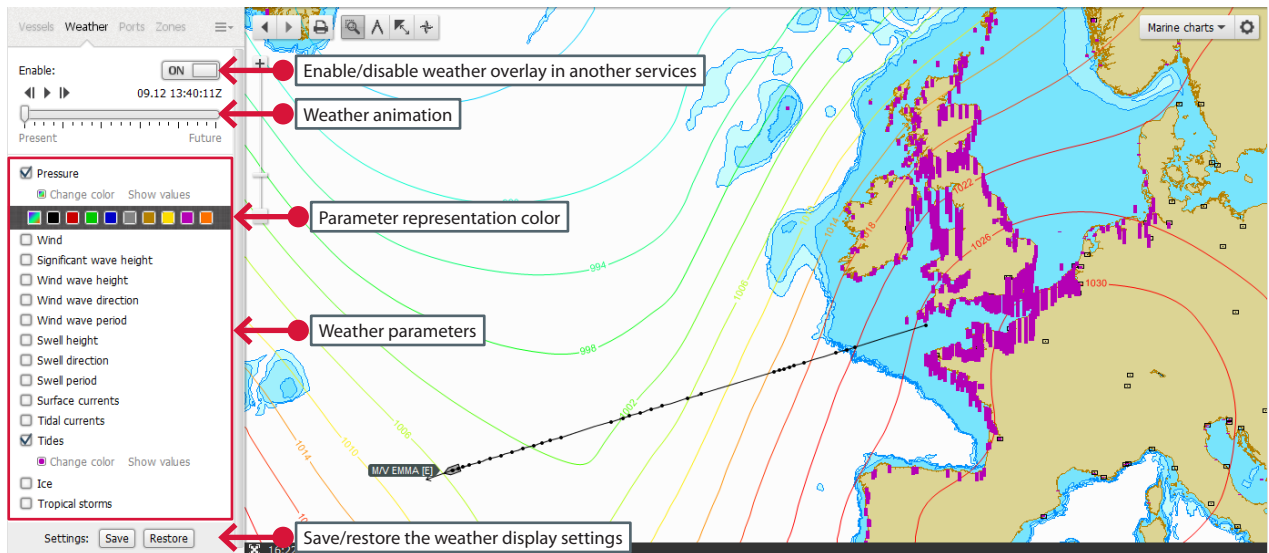 Vessels Weather Ports Zones
Marine charts
Enable:
ON
Enable/disable weather overlay in another services
09.12 13:40:11Z
Weather animation
Present
Future
Pressure
Change color Show values
Parameter representation color
Wind
Significant wave height
Wind wave height
Wind wave direction
Wind wave period
Weather parameters
Swell height
Swell direction
Swell period
Surface currents
Tidal currents
Tides
Change color Show values
Ice
Tropical storms
Settings: Save Restore
Save/restore the weather display settings
994
998
1002
1006
1006
1010
1014
1014
1018
1022
1026
1030
M/V EMMA [E]